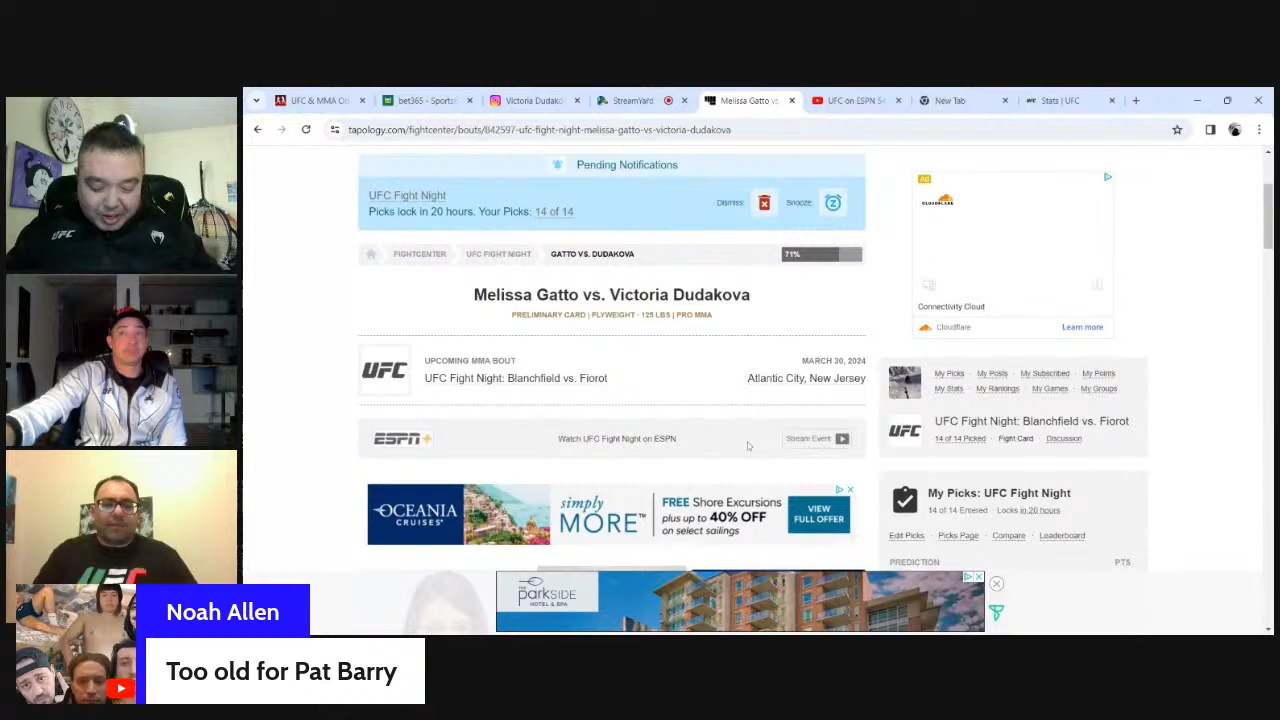 UFC & MMA Od
bet365 - Sports
Victoria Dudako
StreamYard
Melissa Gatto vs
UFC on ESPN 54
New Tab
Stats | UFC
tapology.com/fightcenter/bouts/842597-ufc-fight-night-melissa-gatto-vs-victoria-dudakova
Pending Notifications
UFC Fight Night
Picks lock in 20 hours. Your Picks: 14 of 14
Dismiss:
Snooze:
FIGHTCENTER
UFC FIGHT NIGHT
GATTO VS. DUDAKOVA
71%
Melissa Gatto vs. Victoria Dudakova
PRELIMINARY CARD | FLYWEIGHT · 125 LBS | PRO MMA
UFC
UPCOMING MMA BOUT
MARCH 30, 2024
UFC Fight Night: Blanchfield vs. Fiorot
Atlantic City, New Jersey
ESPN+
Watch UFC Fight Night on ESPN
Stream Event
OCEANIA
CRUISES
simply
MORE™
FREE Shore Excursions
plus up to 40% OFF
on select sailings
VIEW
FULL OFFER
Ad
CLOUDFLARE
Connectivity Cloud
Cloudflare
Learn more
My Picks · My Posts · My Subscribed · My Points
My Stats · My Rankings · My Games · My Groups
UFC
UFC Fight Night: Blanchfield vs. Fiorot
14 of 14 Picked · Fight Card · Discussion
My Picks: UFC Fight Night
14 of 14 Entered · Locks in 20 hours
Edit Picks · Picks Page · Compare · Leaderboard
PREDICTION
PTS
The
parkSIDE
HOTEL & SPA
UFC
UFC
Noah Allen
Too old for Pat Barry